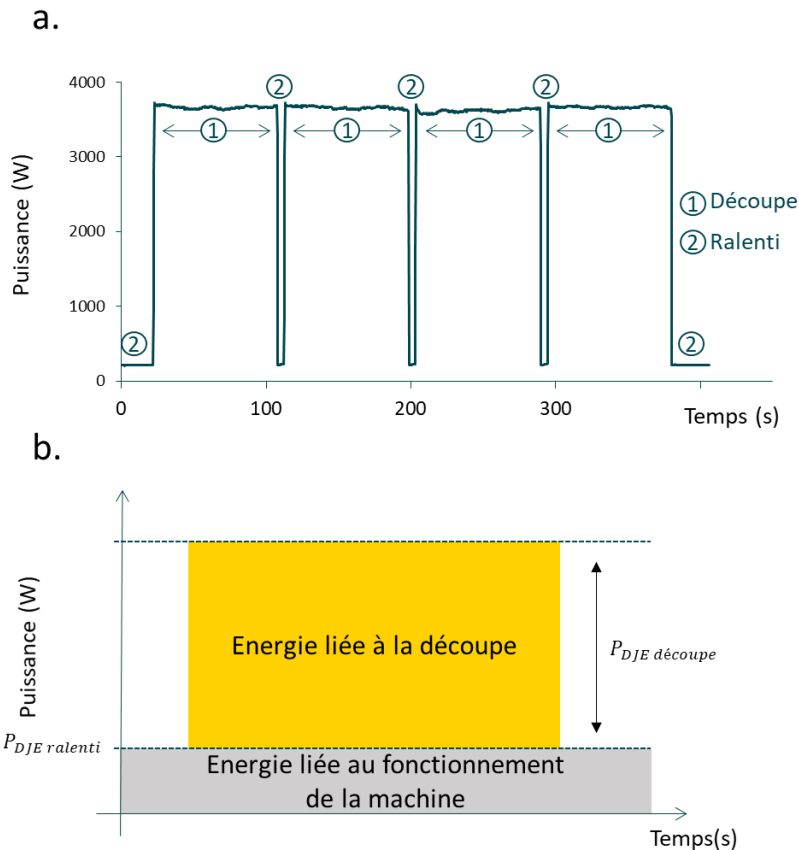 a.
4000
3000
2000
1000
0
Puissance (W)
② ② ②
① ① ① ①
② ②
① Découpe
② Ralenti
0 100 200 300
Temps (s)
b.
Puissance (W)
Energie liée à la découpe
P_DJE découpe
P_DJE ralenti
Energie liée au fonctionnement
de la machine
Temps(s)